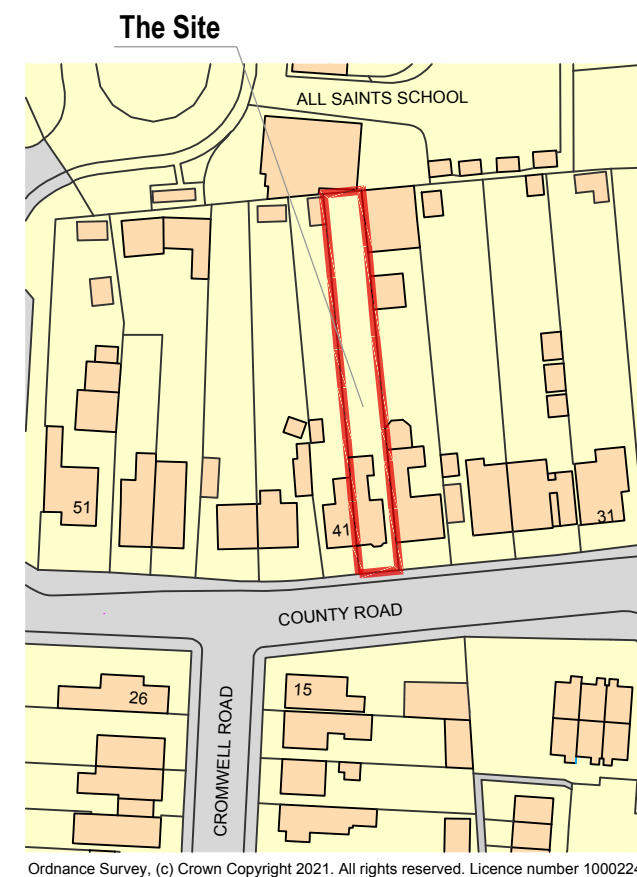 The Site
ALL SAINTS SCHOOL
51
41
31
COUNTY ROAD
26
15
CROMWELL ROAD
Ordnance Survey, (c) Crown Copyright 2021. All rights reserved. Licence number 1000224